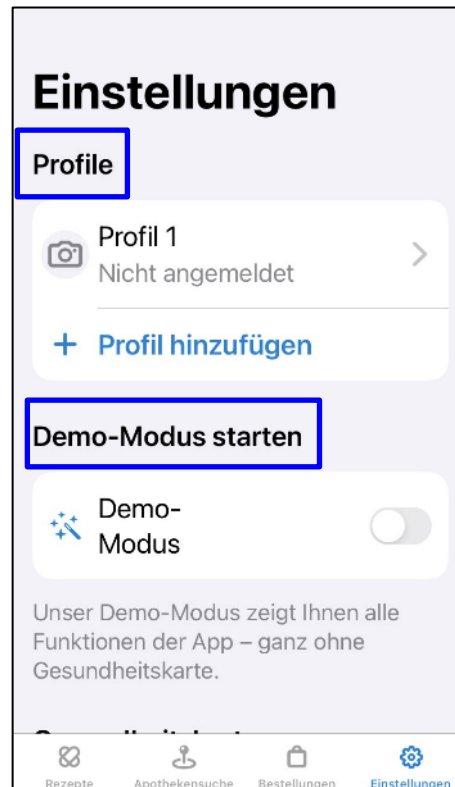 Einstellungen
Profile
Profil 1
Nicht angemeldet
+ Profil hinzufügen
Demo-Modus starten
Demo-
Modus
Unser Demo-Modus zeigt Ihnen alle
Funktionen der App – ganz ohne
Gesundheitskarte.
Rezepte Apothekensuche Bestellungen Einstellungen